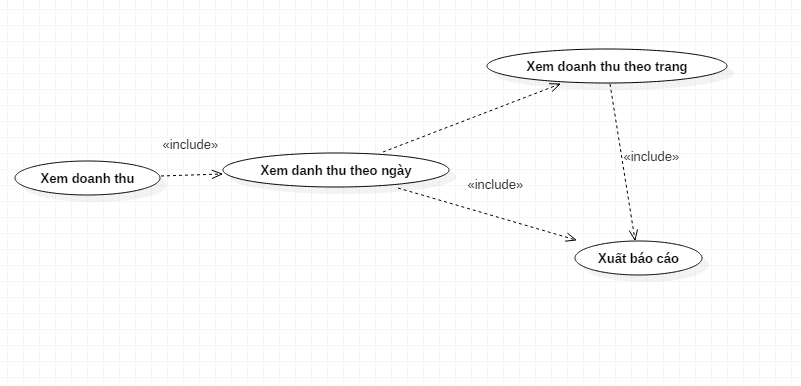 Xem doanh thu theo trang
«include»
«include»
Xem doanh thu
Xem danh thu theo ngày
«include»
Xuất báo cáo